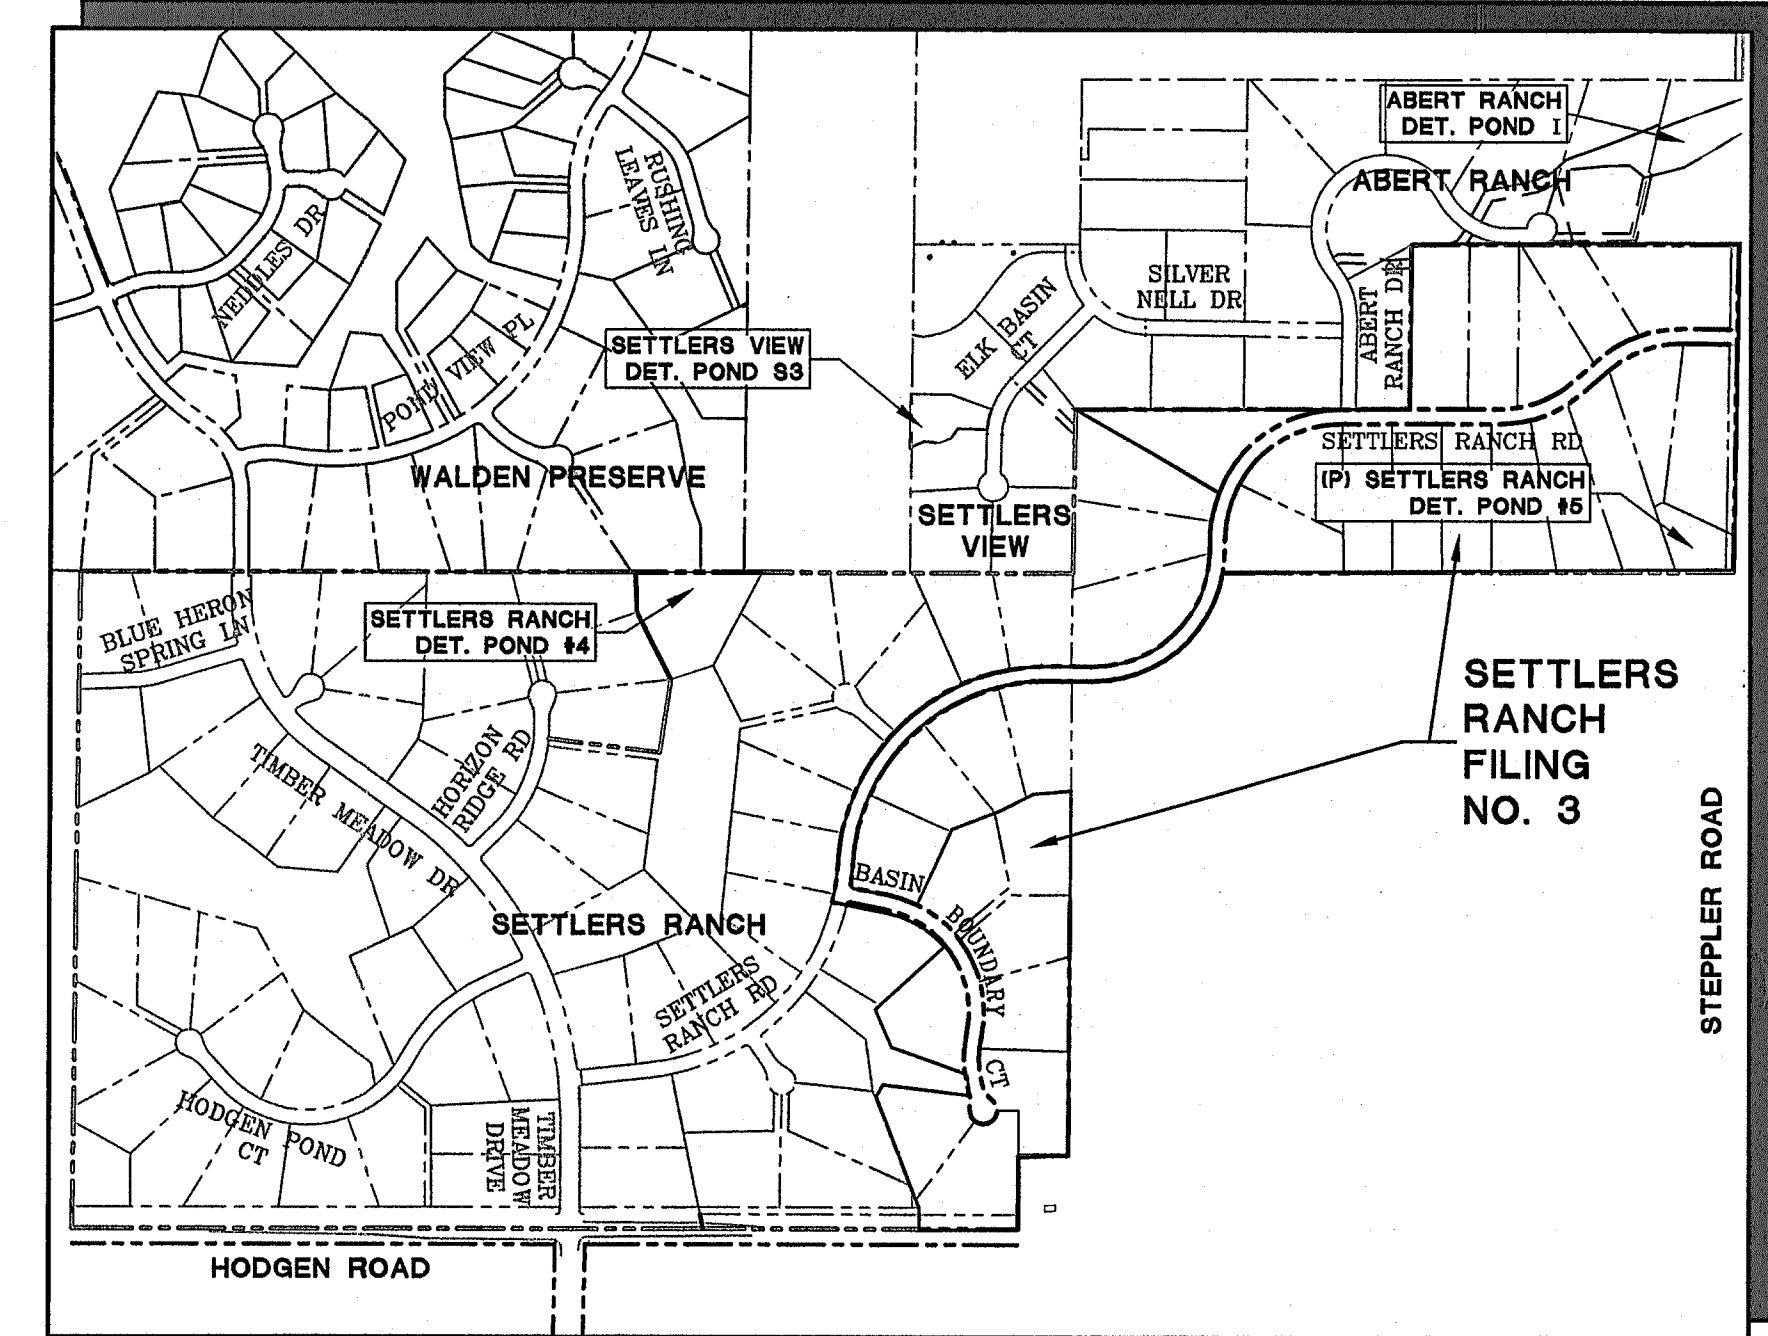 ABERT RANCH
DET. POND I
ABERT RANCH
RUSHING
LEAVES LN
NEDDLES DR
SILVER
NELL DR
ELK BASIN
CT
ABERT
RANCH DR
POND VIEW PL
SETTLERS VIEW
DET. POND S3
SETTLERS RANCH RD
WALDEN PRESERVE
(P) SETTLERS RANCH
DET. POND #5
SETTLERS
VIEW
BLUE HERON
SPRING LN
SETTLERS RANCH
DET. POND #4
SETTLERS
RANCH
FILING
NO. 3
TIMBER MEADOW DR
HORIZON
RIDGE RD
STEPPLER ROAD
BASIN
BOUNDARY
CT
SETTLERS RANCH
SETTLERS
RANCH RD
HODGEN POND
CT
TIMBER
MEADOW
DRIVE
HODGEN ROAD